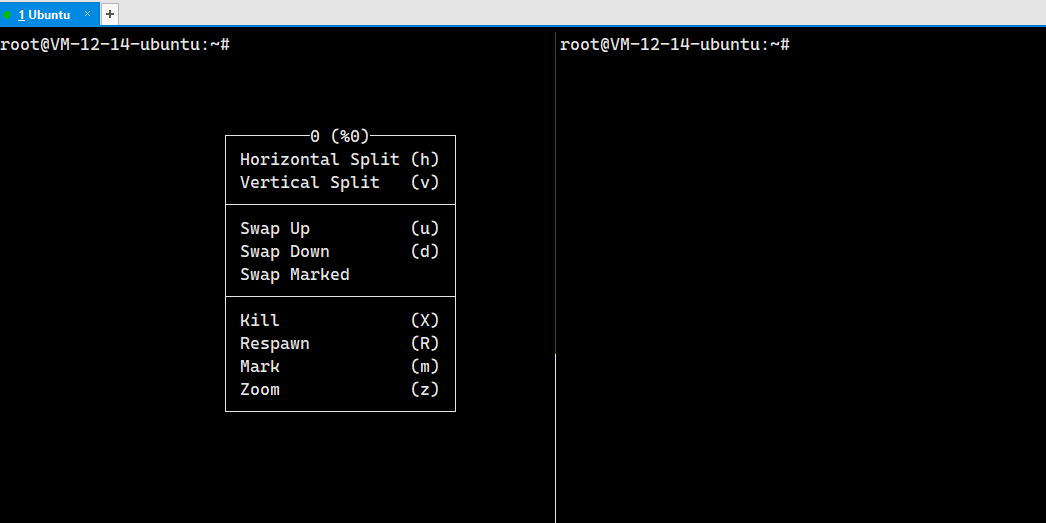 1 Ubuntu × +
root@VM-12-14-ubuntu:~# root@VM-12-14-ubuntu:~#
0 (%0)
Horizontal Split (h)
Vertical Split (v)
Swap Up (u)
Swap Down (d)
Swap Marked
Kill (X)
Respawn (R)
Mark (m)
Zoom (z)